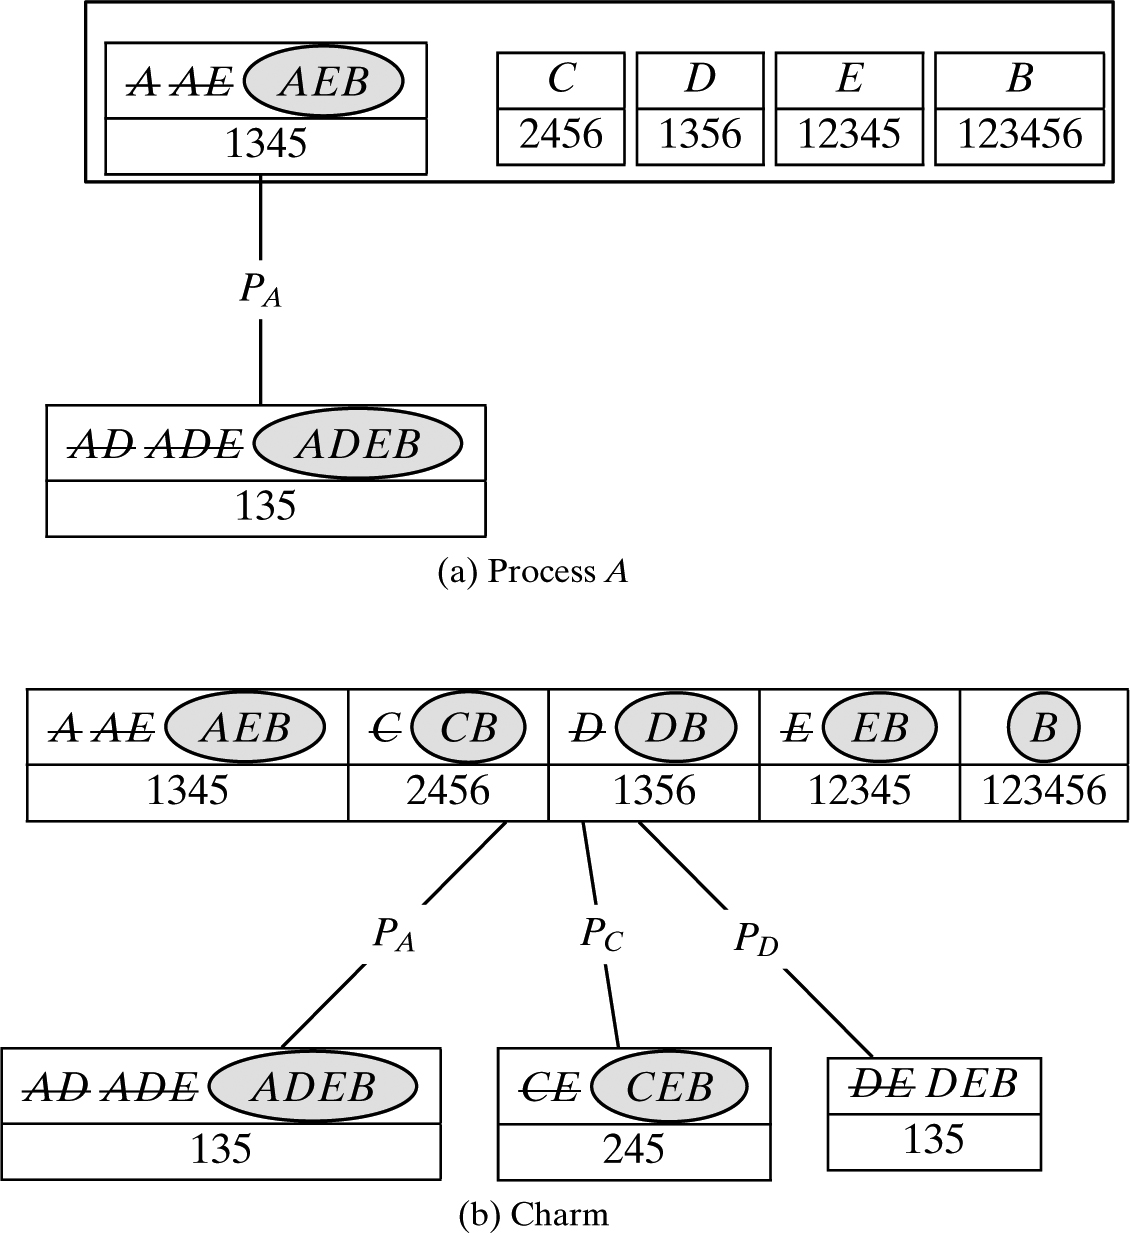 A AE AEB C D E B
1345 2456 1356 12345 123456
P_A
AD ADE ADEB
135
(a) Process A
A AE AEB C CB D DB E EB B
1345 2456 1356 12345 123456
P_A P_C P_D
AD ADE ADEB CE CEB DE DEB
135 245 135
(b) Charm